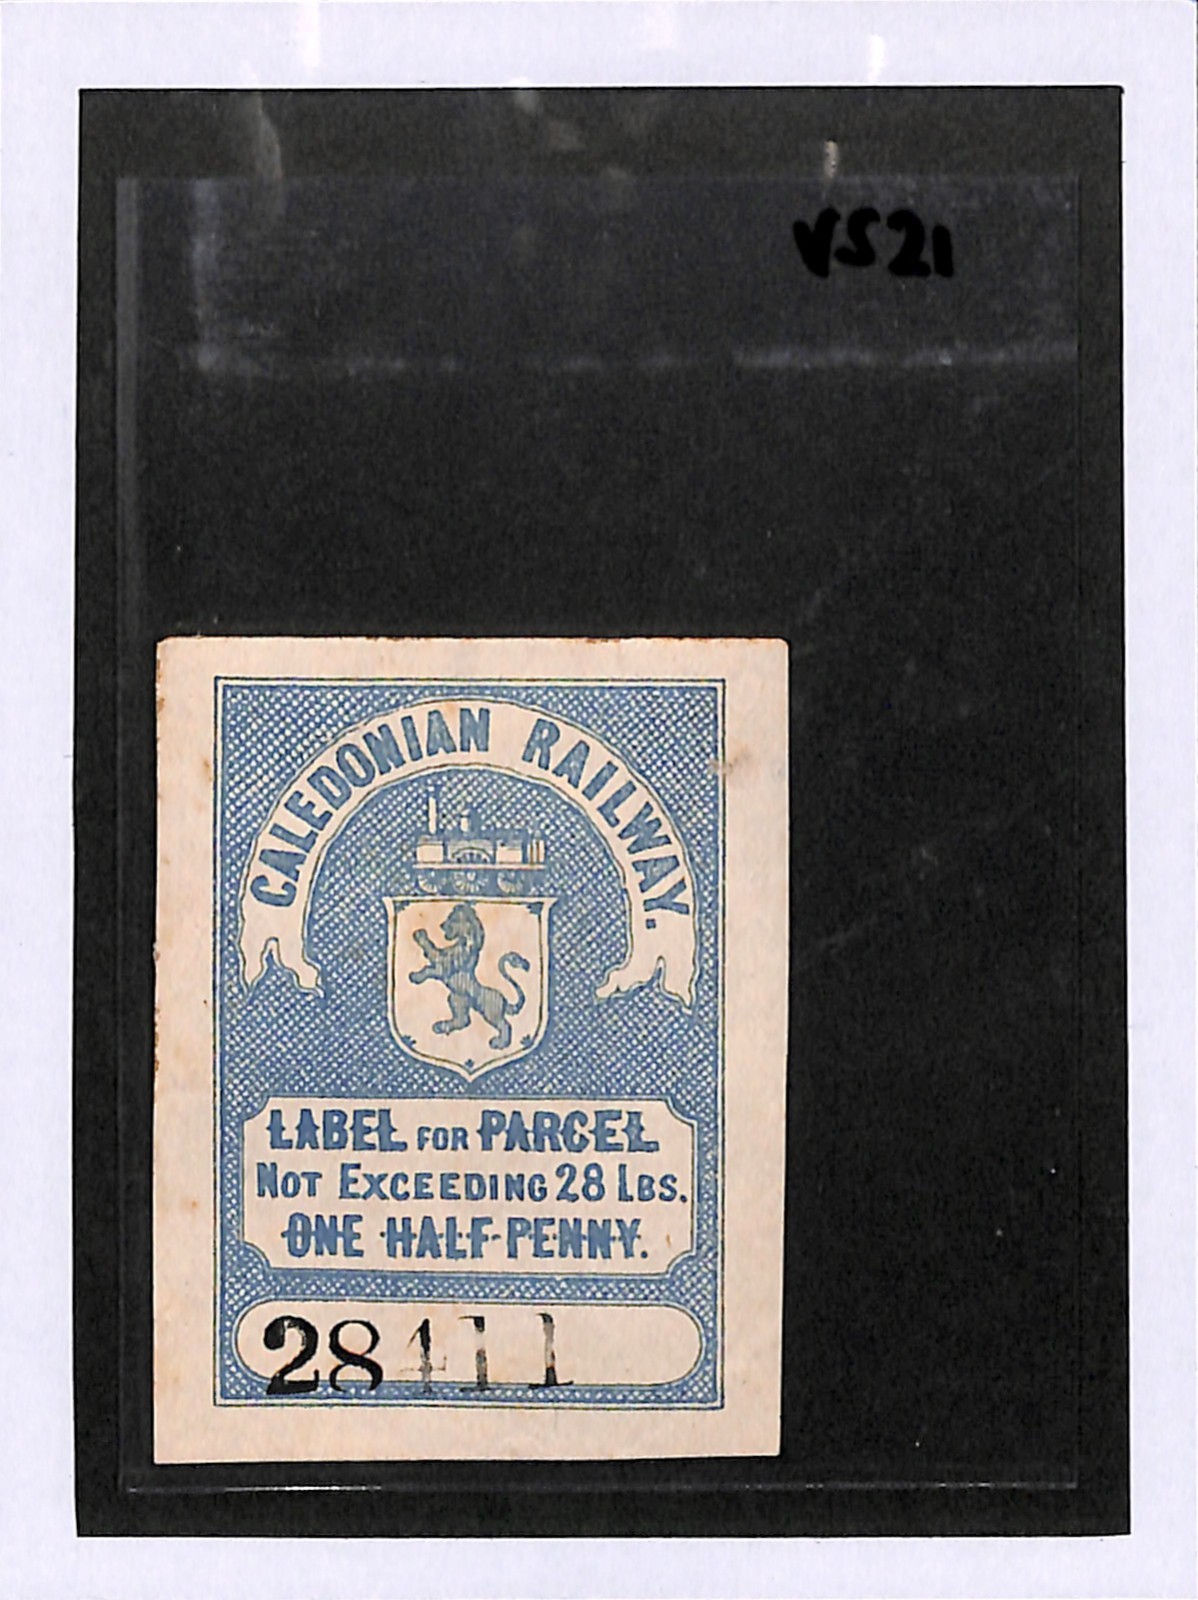 VS21
CALEDONIAN RAILWAY.
LABEL FOR PARCEL
NOT EXCEEDING 28 LBS.
ONE HALF-PENNY.
28411